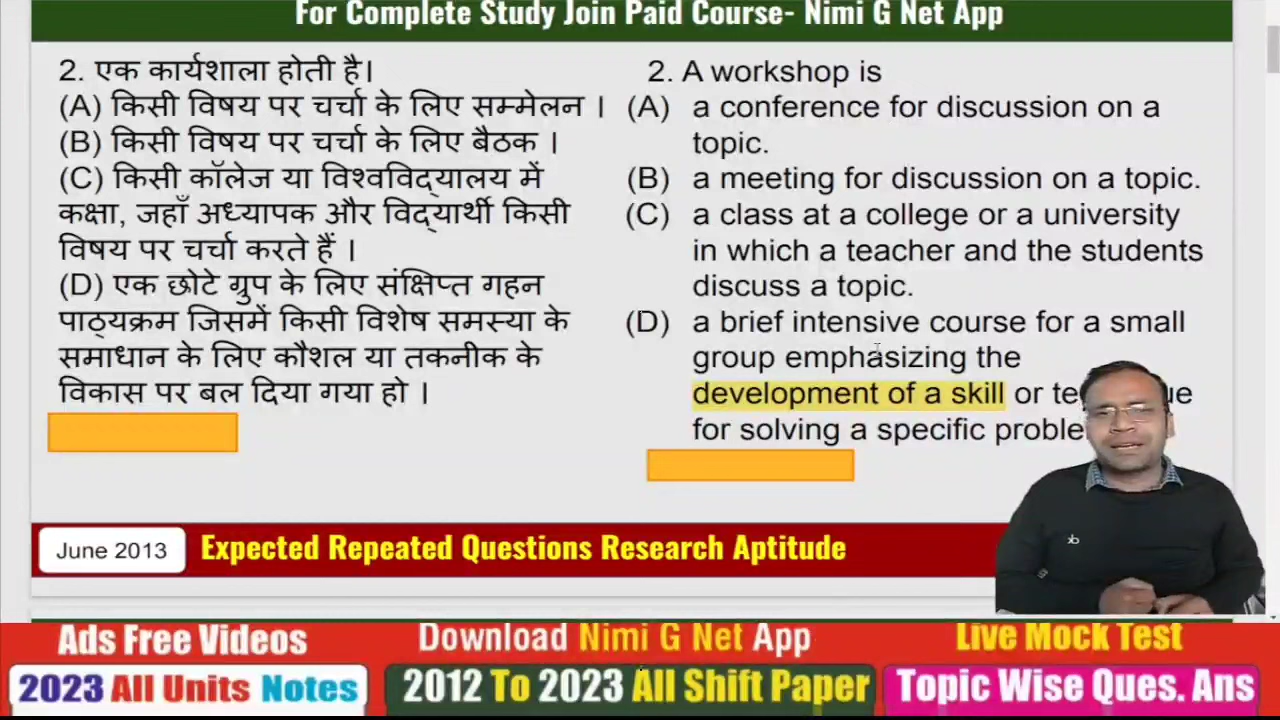 For Complete Study Join Paid Course- Nimi G Net App
2. एक कार्यशाला होती है।
(A) किसी विषय पर चर्चा के लिए सम्मेलन ।
(B) किसी विषय पर चर्चा के लिए बैठक ।
(C) किसी कॉलेज या विश्वविद्यालय में
कक्षा, जहाँ अध्यापक और विद्यार्थी किसी
विषय पर चर्चा करते हैं ।
(D) एक छोटे ग्रुप के लिए संक्षिप्त गहन
पाठ्यक्रम जिसमें किसी विशेष समस्या के
समाधान के लिए कौशल या तकनीक के
विकास पर बल दिया गया हो ।
2. A workshop is
(A) a conference for discussion on a
topic.
(B) a meeting for discussion on a topic.
(C) a class at a college or a university
in which a teacher and the students
discuss a topic.
(D) a brief intensive course for a small
group emphasizing the
development of a skill or
for solving a specific
June 2013 Expected Repeated Questions Research Aptitude
Ads Free Videos Download Nimi G Net App Live Mock Test
2023 All Units Notes 2012 To 2023 All Shift Paper Topic Wise Ques. Ans